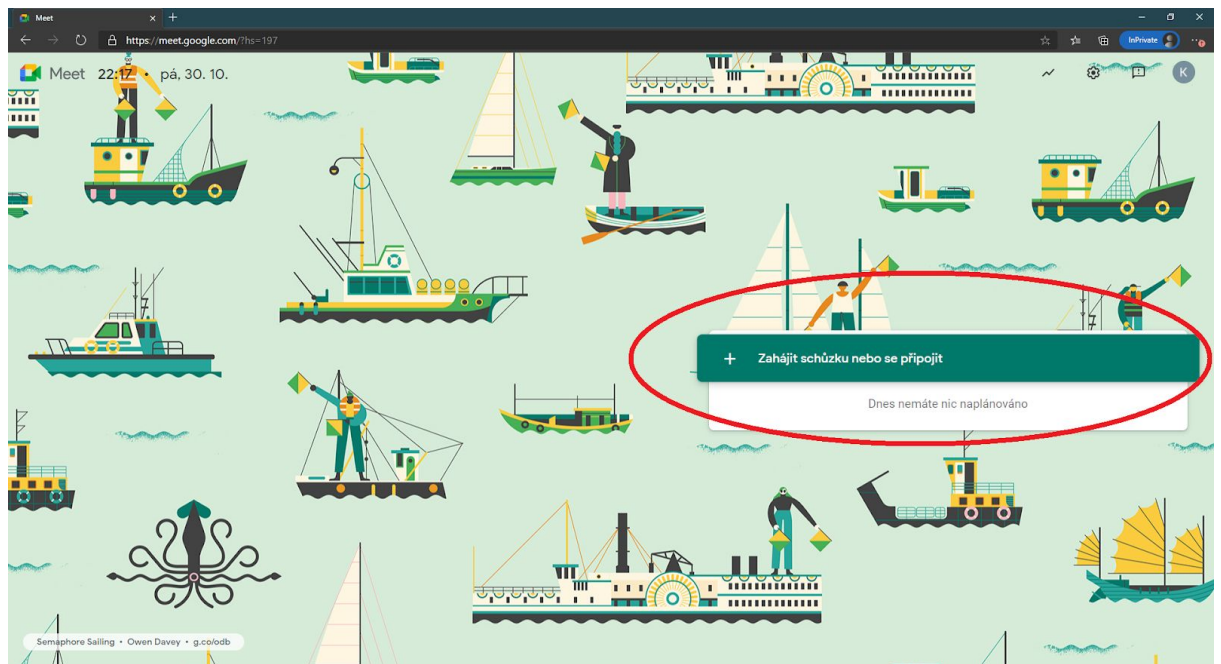 Meet
https://meet.google.com/?hs=197
InPrivate
Meet 22:17 • pá, 30. 10.
K
+ Zahájit schůzku nebo se připojit
Dnes nemáte nic naplánováno
Semaphore Sailing • Owen Davey • g.co/odb